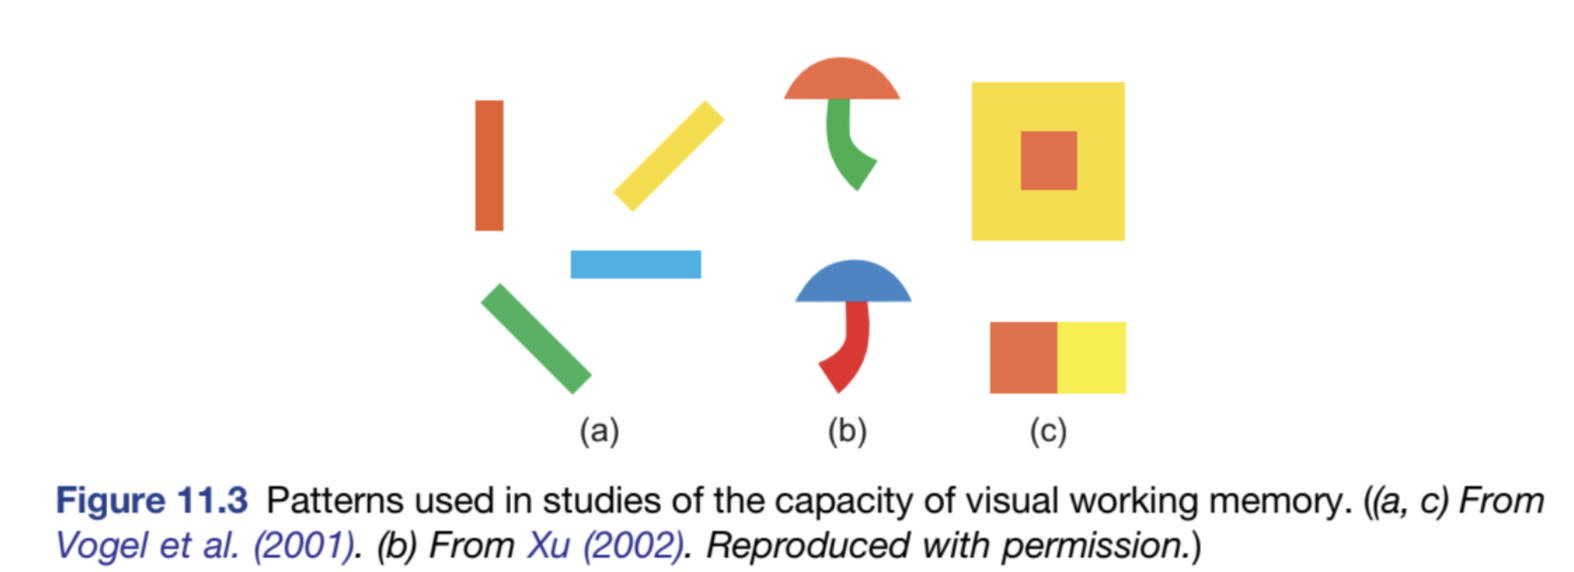 (a) (b) (c)
Figure 11.3 Patterns used in studies of the capacity of visual working memory. ((a, c) From
Vogel et al. (2001). (b) From Xu (2002). Reproduced with permission.)